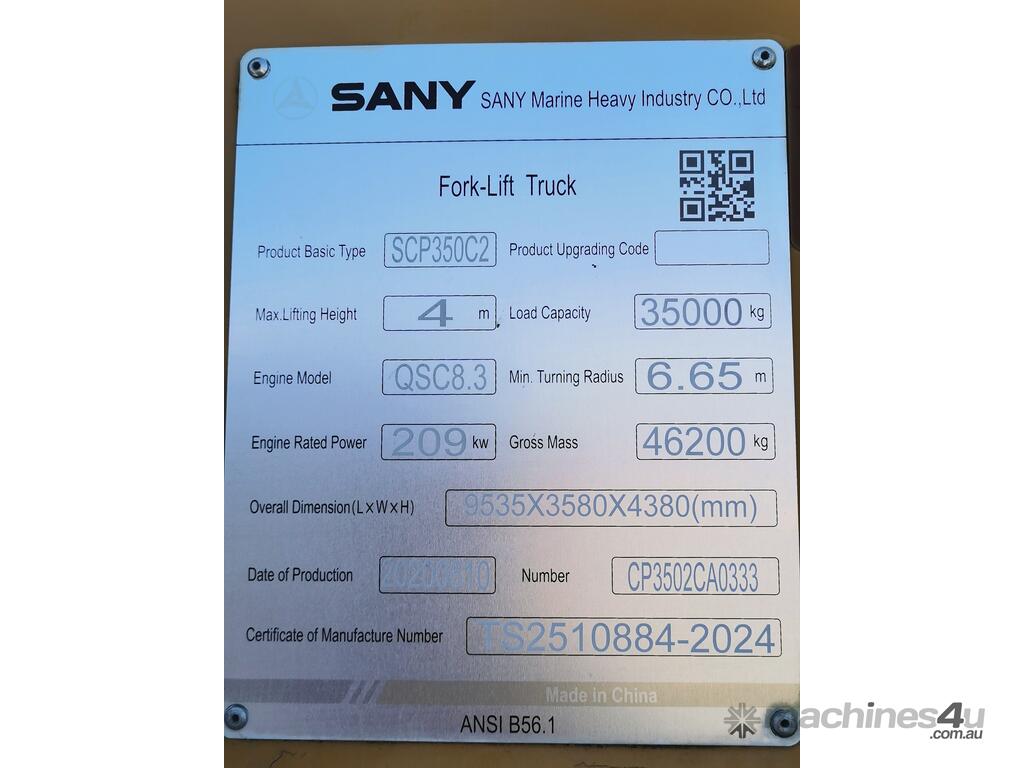 SANY SANY Marine Heavy Industry CO.,Ltd
Fork-Lift Truck
Product Basic Type SCP350C2 Product Upgrading Code
Max.Lifting Height 4 m Load Capacity 35000 kg
Engine Model QSC8.3 Min. Turning Radius 6.65 m
Engine Rated Power 209 kw Gross Mass 46200 kg
Overall Dimension(L×W×H) 9535X3580X4380(mm)
Date of Production Number CP3502CA0333
Certificate of Manufacture Number TS2510884-2024
Made in China
ANSI B56.1
machines4u
.com.au